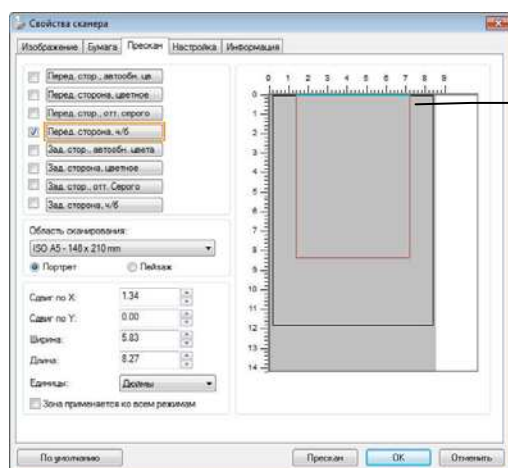 Свойства сканера
Изображение Бумага Прескан Настройка Информация
Перед. стор., автообн. цв.
Перед. сторона, цветное
Перед. стор., отт. серого
Перед. сторона, ч/б
Зад. стор., автообн. цвета
Зад. сторона, цветное
Зад. стор., отт. Серого
Зад. сторона, ч/б
Область сканирования:
ISO A5 - 148 x 210 mm
Портрет Пейзаж
Сдвиг по X: 1.34
Сдвиг по Y: 0.00
Ширина: 5.83
Длина: 8.27
Единицы: Дюймы
Зона применяется ко всем режимам
0 1 2 3 4 5 6 7 8 9
0
1
2
3
4
5
6
7
8
9
10
11
12
13
14
По умолчанию Прескан OK Отменить